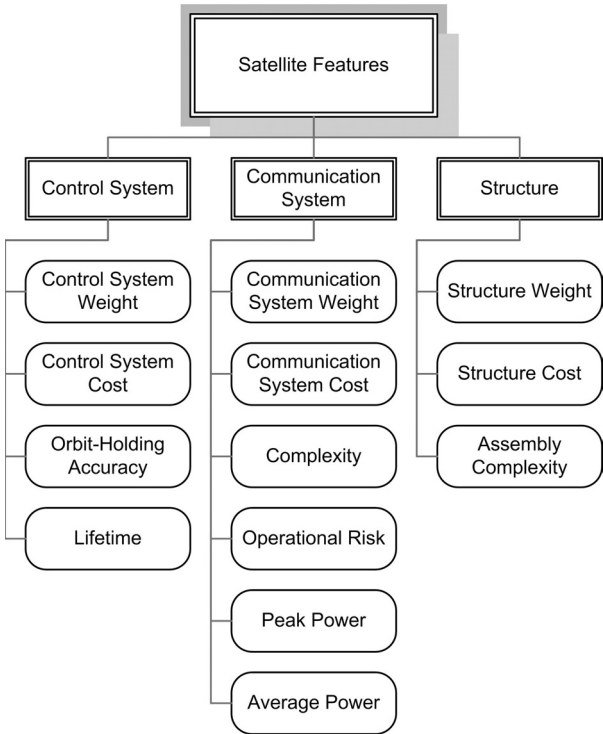 Satellite Features
Control System
Communication
System
Structure
Control System
Weight
Control System
Cost
Orbit-Holding
Accuracy
Lifetime
Communication
System Weight
Communication
System Cost
Complexity
Operational Risk
Peak Power
Average Power
Structure Weight
Structure Cost
Assembly
Complexity